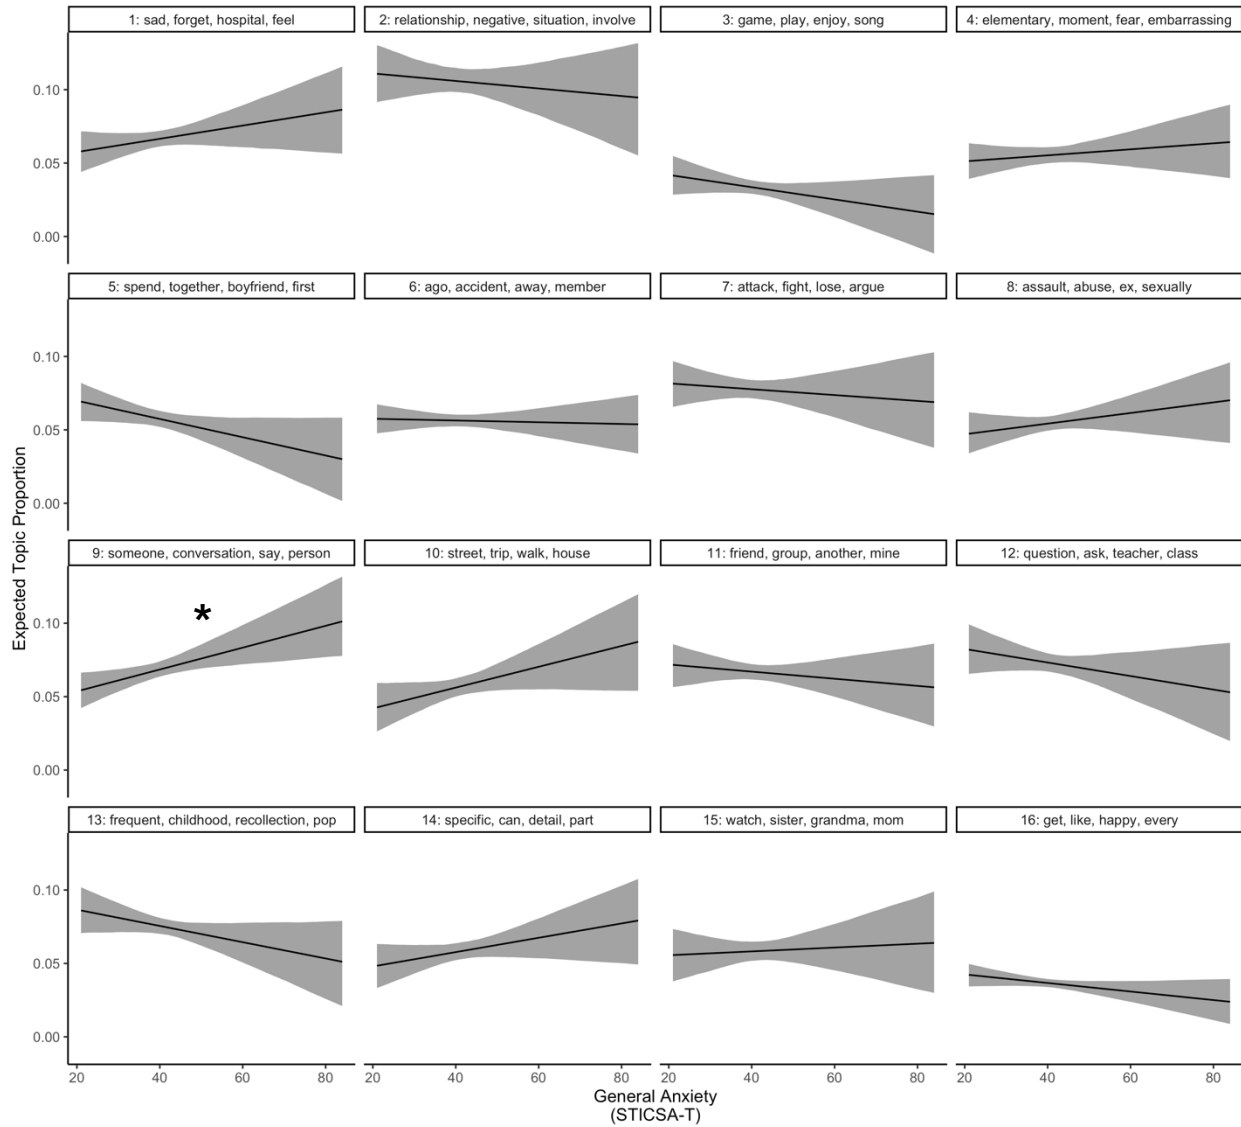 1: sad, forget, hospital, feel
2: relationship, negative, situation, involve
3: game, play, enjoy, song
4: elementary, moment, fear, embarrassing
0.10
0.05
0.00
5: spend, together, boyfriend, first
6: ago, accident, away, member
7: attack, fight, lose, argue
8: assault, abuse, ex, sexually
0.10
0.05
0.00
Expected Topic Proportion
9: someone, conversation, say, person
10: street, trip, walk, house
11: friend, group, another, mine
12: question, ask, teacher, class
*
0.10
0.05
0.00
13: frequent, childhood, recollection, pop
14: specific, can, detail, part
15: watch, sister, grandma, mom
16: get, like, happy, every
0.10
0.05
0.00
20 40 60 80
20 40 60 80
20 40 60 80
20 40 60 80
General Anxiety
(STICSA-T)